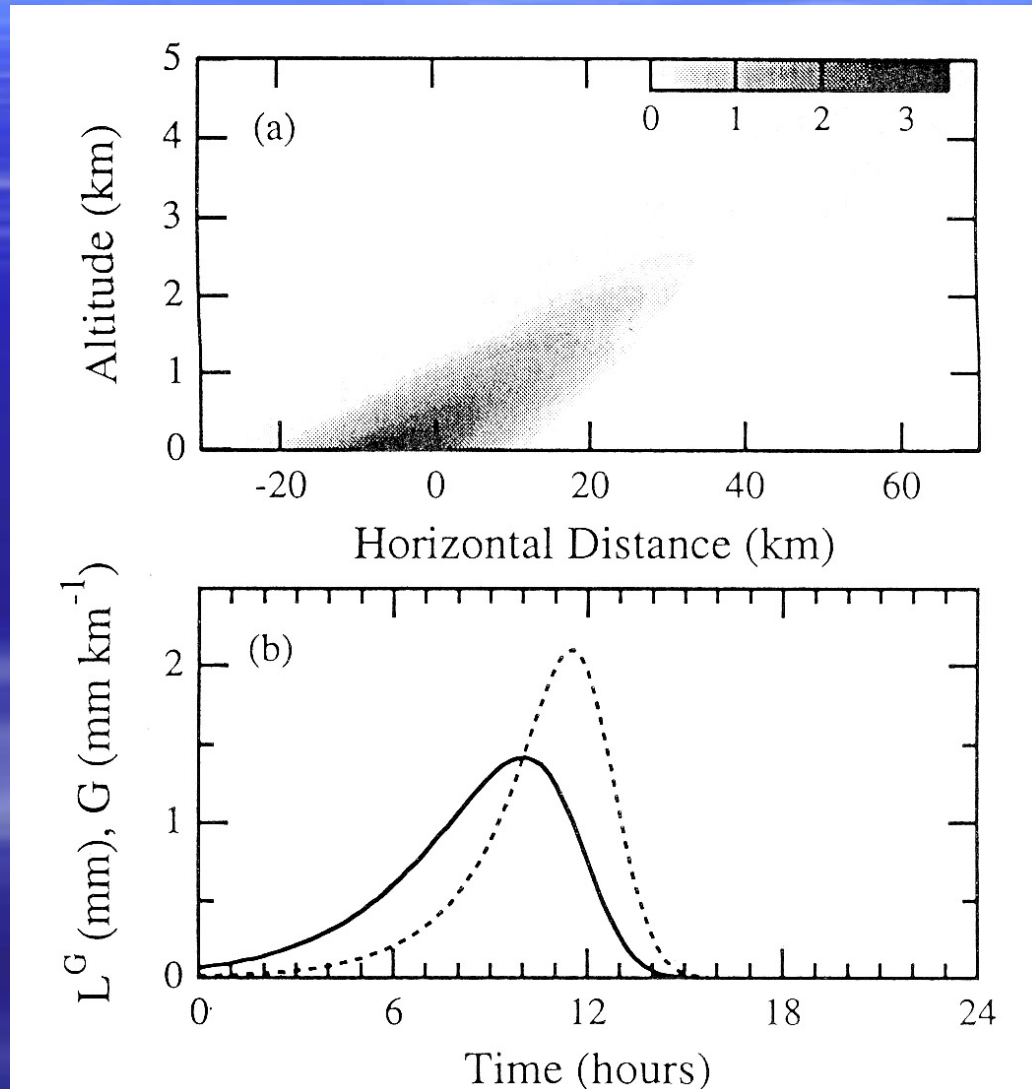 5
4
3
2
1
0
Altitude (km)
(a)
0 1 2 3
-20 0 20 40 60
Horizontal Distance (km)
L^G (mm), G (mm km^-1)
2
1
0
(b)
0 6 12 18 24
Time (hours)